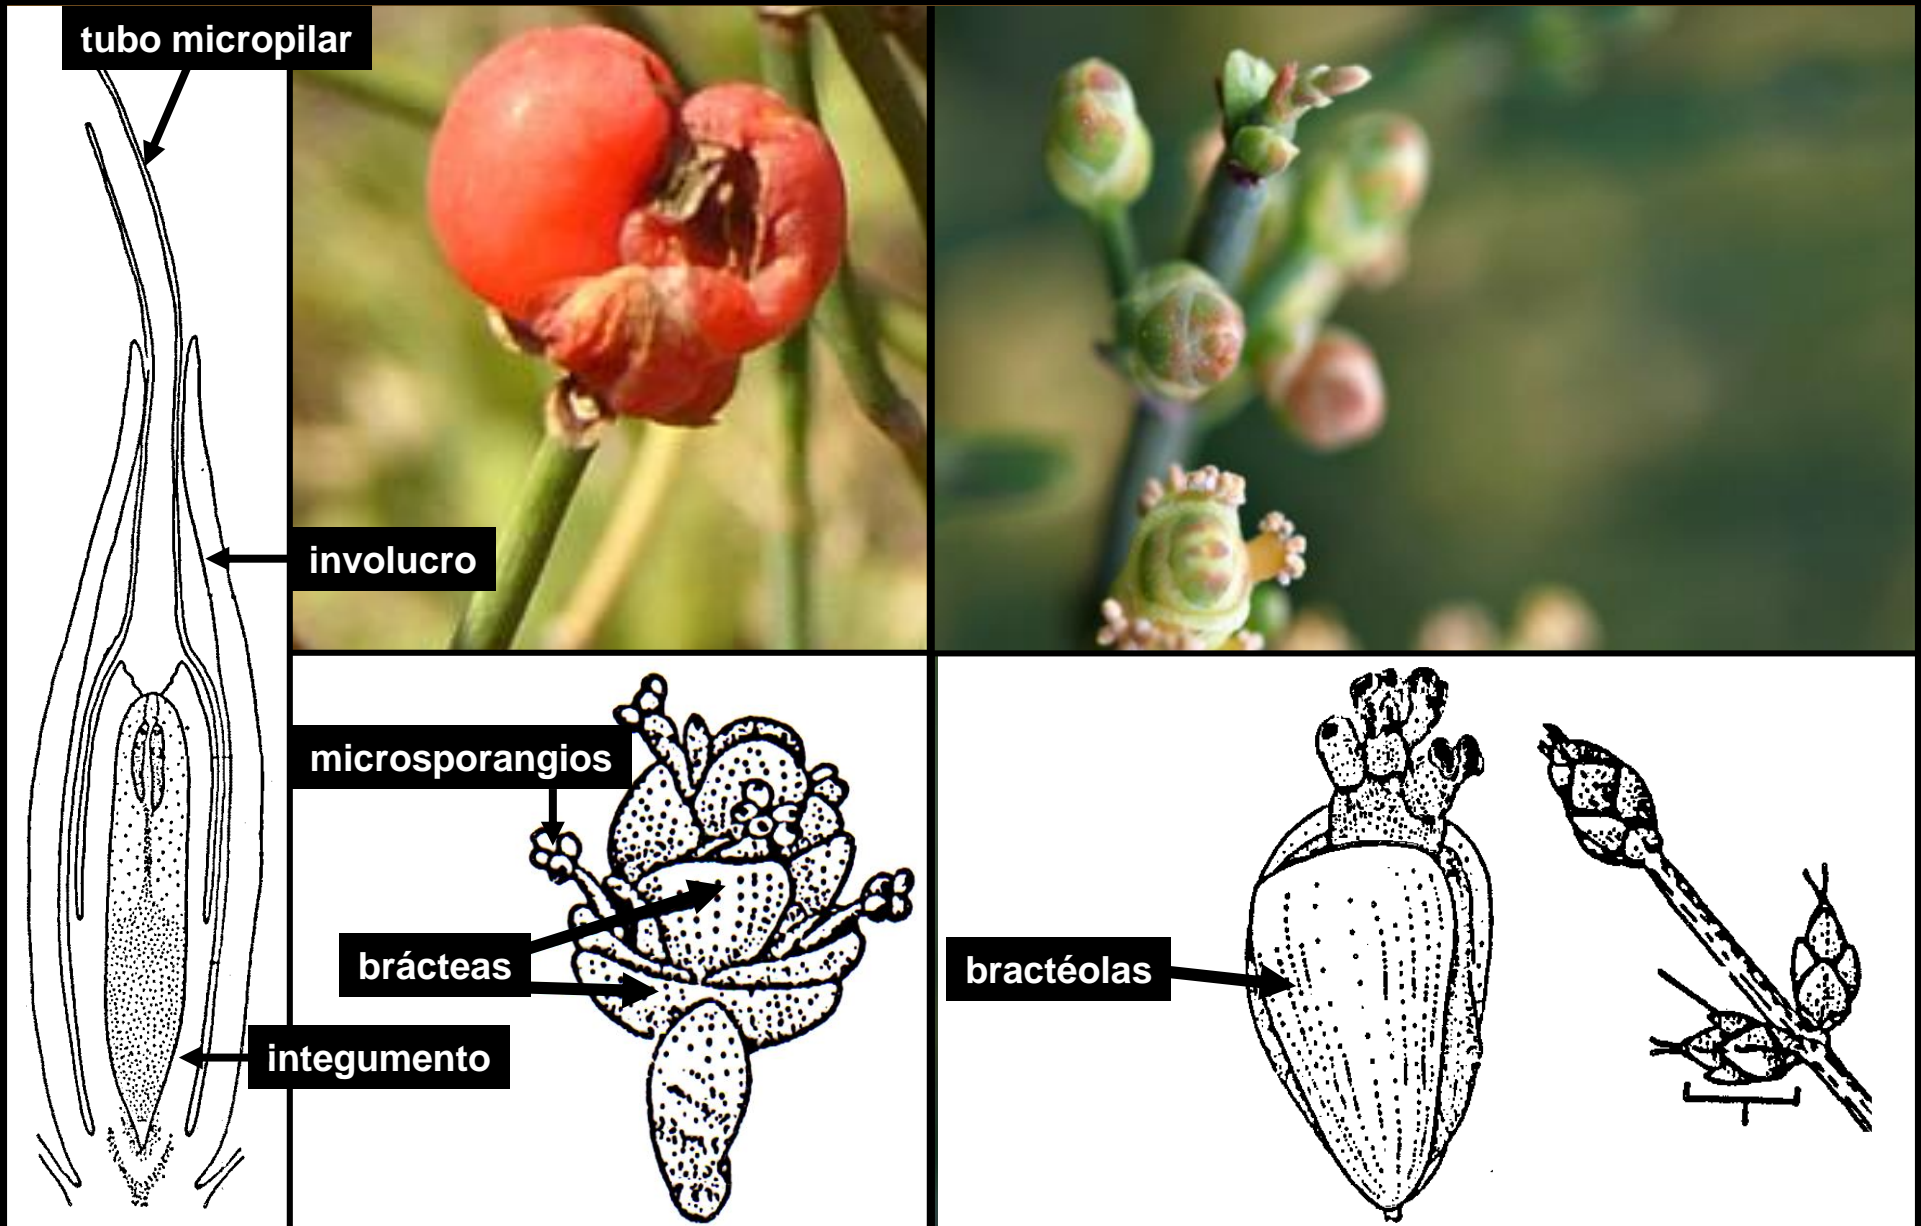 tubo micropilar
involucro
microsporangios
brácteas
bractéolas
integumento